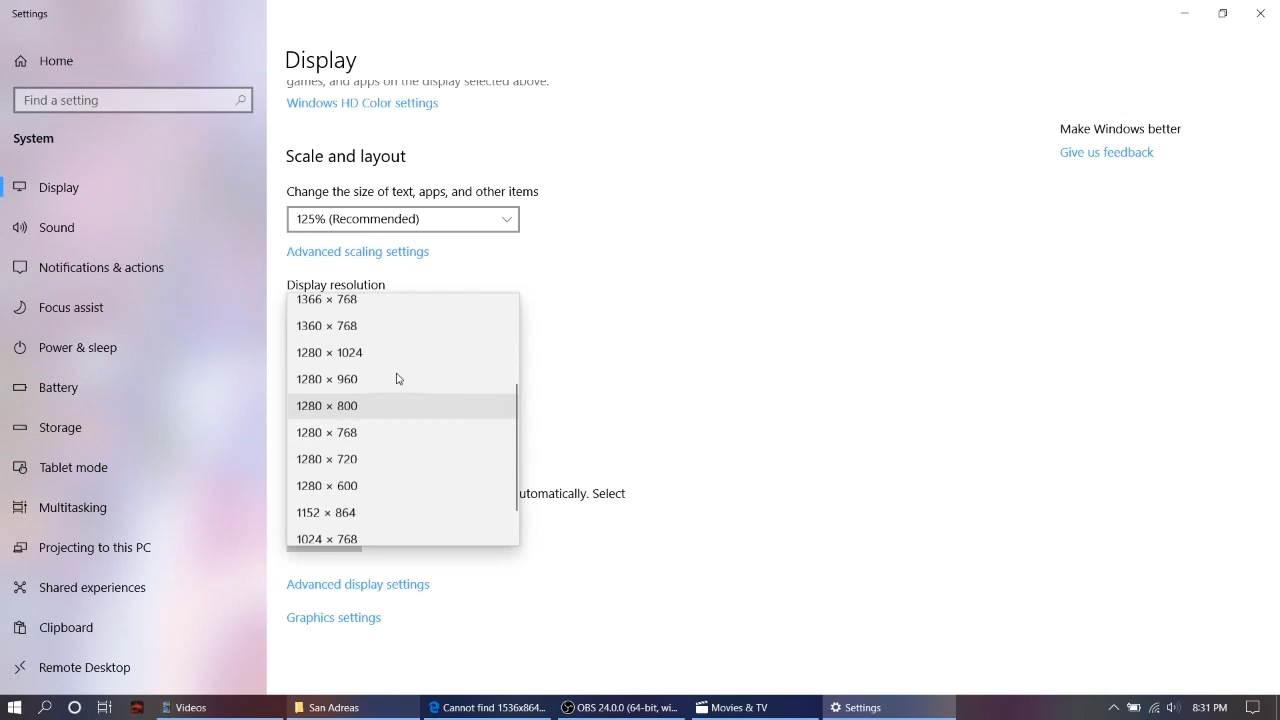 Settings
Home
Find a setting
System
Display
Sound
Notifications & actions
Focus assist
Power & sleep
Battery
Storage
Tablet mode
Multitasking
Projecting to this PC
Shared experiences
Clipboard
Remote Desktop
Display
games, and apps on the display selected above.
Windows HD Color settings
Scale and layout
Change the size of text, apps, and other items
125% (Recommended)
Advanced scaling settings
Display resolution
1366 × 768
1360 × 768
1280 × 1024
1280 × 960
1280 × 800
1280 × 768
1280 × 720
1280 × 600
1152 × 864
1024 × 768
utomatically. Select
Advanced display settings
Graphics settings
Make Windows better
Give us feedback
Videos
San Adreas
Cannot find 1536x864...
OBS 24.0.0 (64-bit, wi...
Movies & TV
Settings
8:31 PM